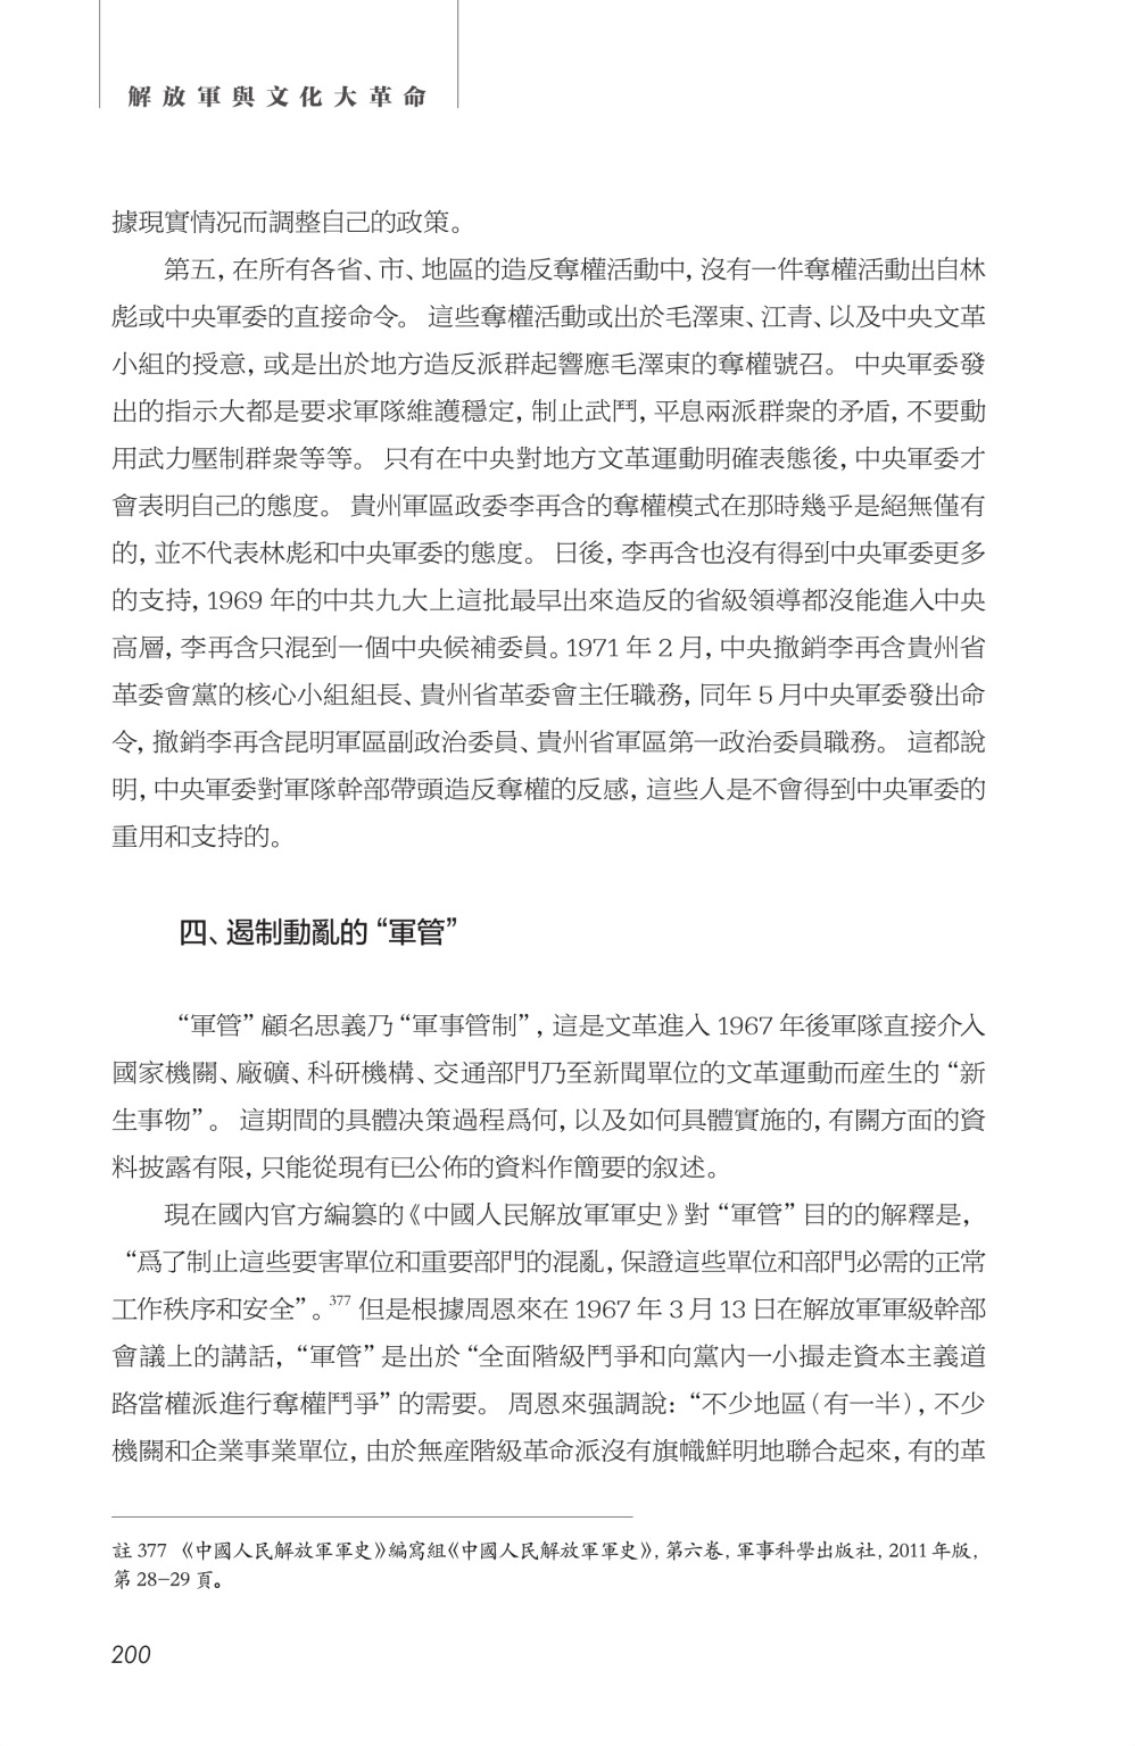 解放軍與文化大革命
據現實情況而調整自己的政策。
第五，在所有各省、市、地區的造反奪權活動中，沒有一件奪權活動出自林
彪或中央軍委的直接命令。 這些奪權活動或出於毛澤東、江青、以及中央文革
小組的授意，或是出於地方造反派群起響應毛澤東的奪權號召。 中央軍委發
出的指示大都是要求軍隊維護穩定，制止武鬥，平息兩派群衆的矛盾，不要動
用武力壓制群衆等等。 只有在中央對地方文革運動明確表態後，中央軍委才
會表明自己的態度。 貴州軍區政委李再含的奪權模式在那時幾乎是絕無僅有
的，並不代表林彪和中央軍委的態度。 日後，李再含也沒有得到中央軍委更多
的支持，1969 年的中共九大上這批最早出來造反的省級領導都沒能進入中央
高層，李再含只混到一個中央候補委員。1971 年 2 月，中央撤銷李再含貴州省
革委會黨的核心小組組長、貴州省革委會主任職務，同年 5 月中央軍委發出命
令，撤銷李再含昆明軍區副政治委員、貴州省軍區第一政治委員職務。 這都說
明，中央軍委對軍隊幹部帶頭造反奪權的反感，這些人是不會得到中央軍委的
重用和支持的。
四、遏制動亂的“軍管”
“軍管”顧名思義乃“軍事管制”，這是文革進入 1967 年後軍隊直接介入
國家機關、廠礦、科研機構、交通部門乃至新聞單位的文革運動而産生的“新
生事物”。 這期間的具體決策過程爲何，以及如何具體實施的，有關方面的資
料披露有限，只能從現有已公佈的資料作簡要的叙述。
現在國內官方編篡的《中國人民解放軍軍史》對“軍管”目的的解釋是，
“爲了制止這些要害單位和重要部門的混亂，保證這些單位和部門必需的正常
工作秩序和安全”。377 但是根據周恩來在 1967 年 3 月 13 日在解放軍軍級幹部
會議上的講話，“軍管”是出於“全面階級鬥爭和向黨內一小撮走資本主義道
路當權派進行奪權鬥爭”的需要。 周恩來强調說：“不少地區（有一半），不少
機關和企業事業單位，由於無産階級革命派沒有旗幟鮮明地聯合起來，有的革
註 377 《中國人民解放軍軍史》編寫組《中國人民解放軍軍史》，第六卷，軍事科學出版社，2011 年版，
第 28–29 頁。
200